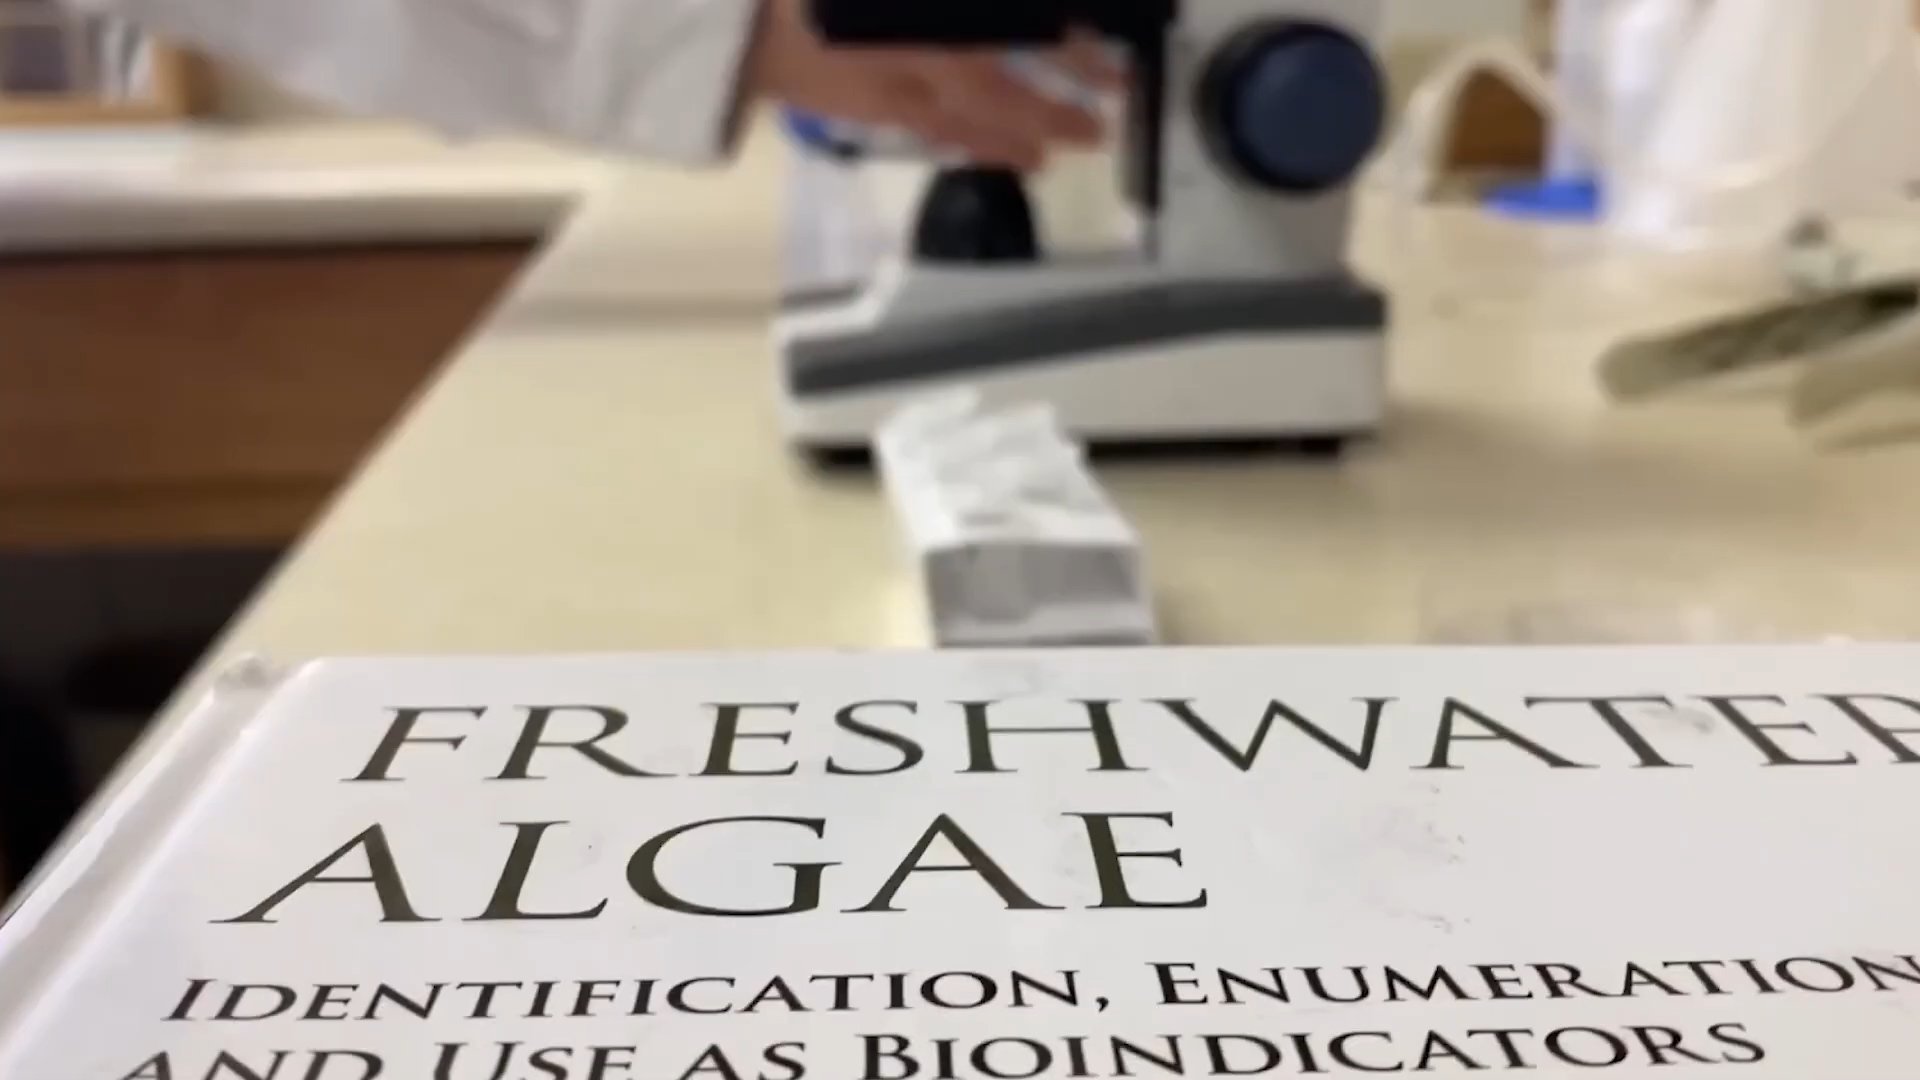 FRESHWATER
ALGAE
IDENTIFICATION, ENUMERATION
AND USE AS BIOINDICATORS